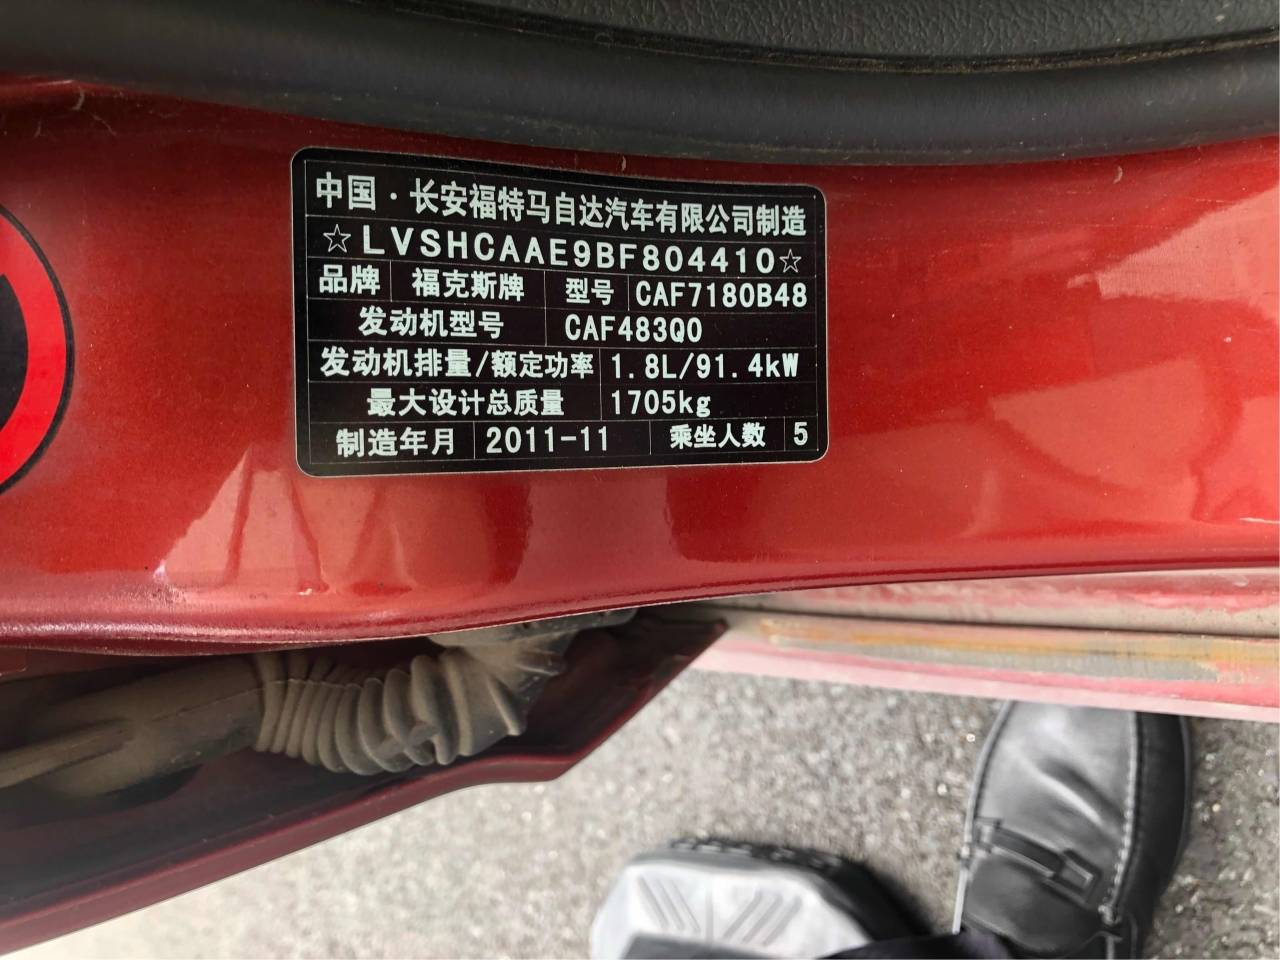 中国·长安福特马自达汽车有限公司制造
☆LVSHCAAE9BF804410☆
品牌 福克斯牌 型号 CAF7180B48
发动机型号 CAF483Q0
发动机排量/额定功率 1.8L/91.4kW
最大设计总质量 1705kg
制造年月 2011-11 乘坐人数 5